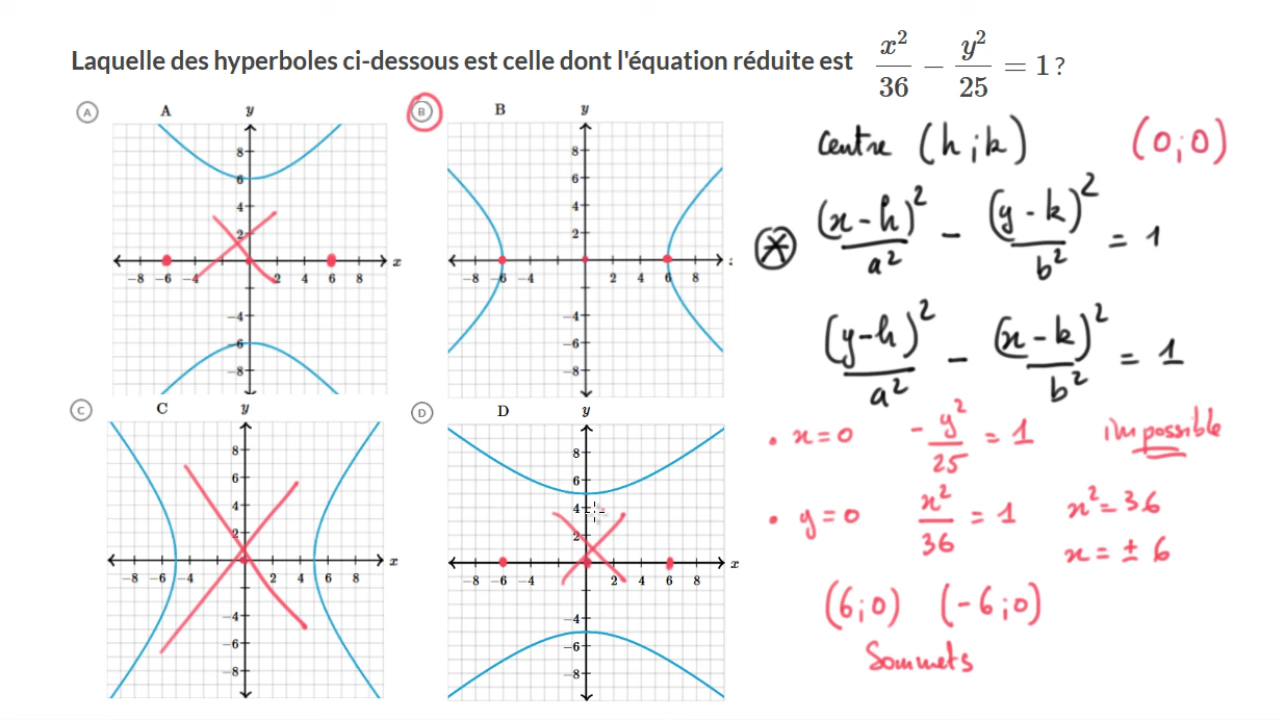 Laquelle des hyperboles ci-dessous est celle dont l'équation réduite est x²/36 − y²/25 = 1 ?
A A y
8
6
4
2
−8 −6 −4 2 4 6 8 x
−4
−6
−8
B B y
8
6
4
2
−8 −6 −4 2 4 6 8
−4
−6
−8
C C y
8
6
4
2
−8 −6 −4 2 4 6 8 x
−4
−6
−8
D D y
8
6
4
2
−8 −6 −4 2 4 6 8 x
−4
−6
−8
Centre (h;k) (0;0)
(x-h)²/a² - (y-k)²/b² = 1
(y-h)²/a² - (x-k)²/b² = 1
• x=0 -y²/25 = 1 impossible
• y=0 x²/36 = 1 x²=36
x = ± 6
(6;0) (-6;0)
Sommets